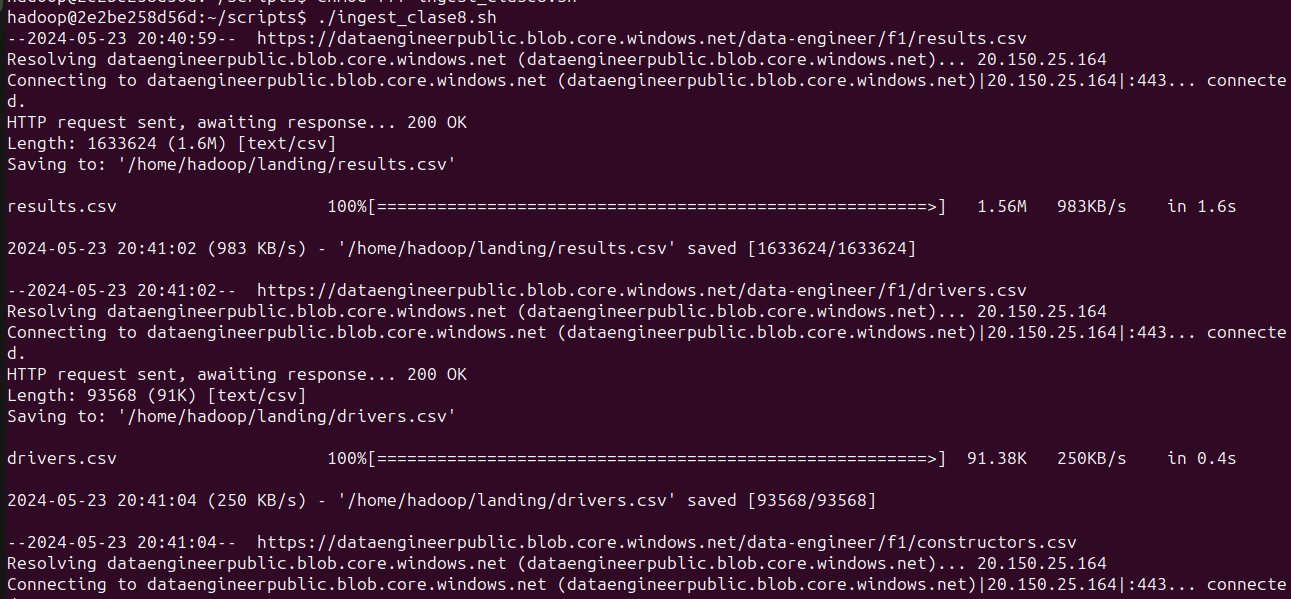 hadoop@2e2be258d56d:~/scripts$ ./ingest_clase8.sh
--2024-05-23 20:40:59--  https://dataengineerpublic.blob.core.windows.net/data-engineer/f1/results.csv
Resolving dataengineerpublic.blob.core.windows.net (dataengineerpublic.blob.core.windows.net)... 20.150.25.164
Connecting to dataengineerpublic.blob.core.windows.net (dataengineerpublic.blob.core.windows.net)|20.150.25.164|:443... connecte
d.
HTTP request sent, awaiting response... 200 OK
Length: 1633624 (1.6M) [text/csv]
Saving to: '/home/hadoop/landing/results.csv'
results.csv                     100%[=======================================================>]   1.56M   983KB/s    in 1.6s
2024-05-23 20:41:02 (983 KB/s) - '/home/hadoop/landing/results.csv' saved [1633624/1633624]
--2024-05-23 20:41:02--  https://dataengineerpublic.blob.core.windows.net/data-engineer/f1/drivers.csv
Resolving dataengineerpublic.blob.core.windows.net (dataengineerpublic.blob.core.windows.net)... 20.150.25.164
Connecting to dataengineerpublic.blob.core.windows.net (dataengineerpublic.blob.core.windows.net)|20.150.25.164|:443... connecte
d.
HTTP request sent, awaiting response... 200 OK
Length: 93568 (91K) [text/csv]
Saving to: '/home/hadoop/landing/drivers.csv'
drivers.csv                     100%[=======================================================>]  91.38K   250KB/s    in 0.4s
2024-05-23 20:41:04 (250 KB/s) - '/home/hadoop/landing/drivers.csv' saved [93568/93568]
--2024-05-23 20:41:04--  https://dataengineerpublic.blob.core.windows.net/data-engineer/f1/constructors.csv
Resolving dataengineerpublic.blob.core.windows.net (dataengineerpublic.blob.core.windows.net)... 20.150.25.164
Connecting to dataengineerpublic.blob.core.windows.net (dataengineerpublic.blob.core.windows.net)|20.150.25.164|:443... connecte